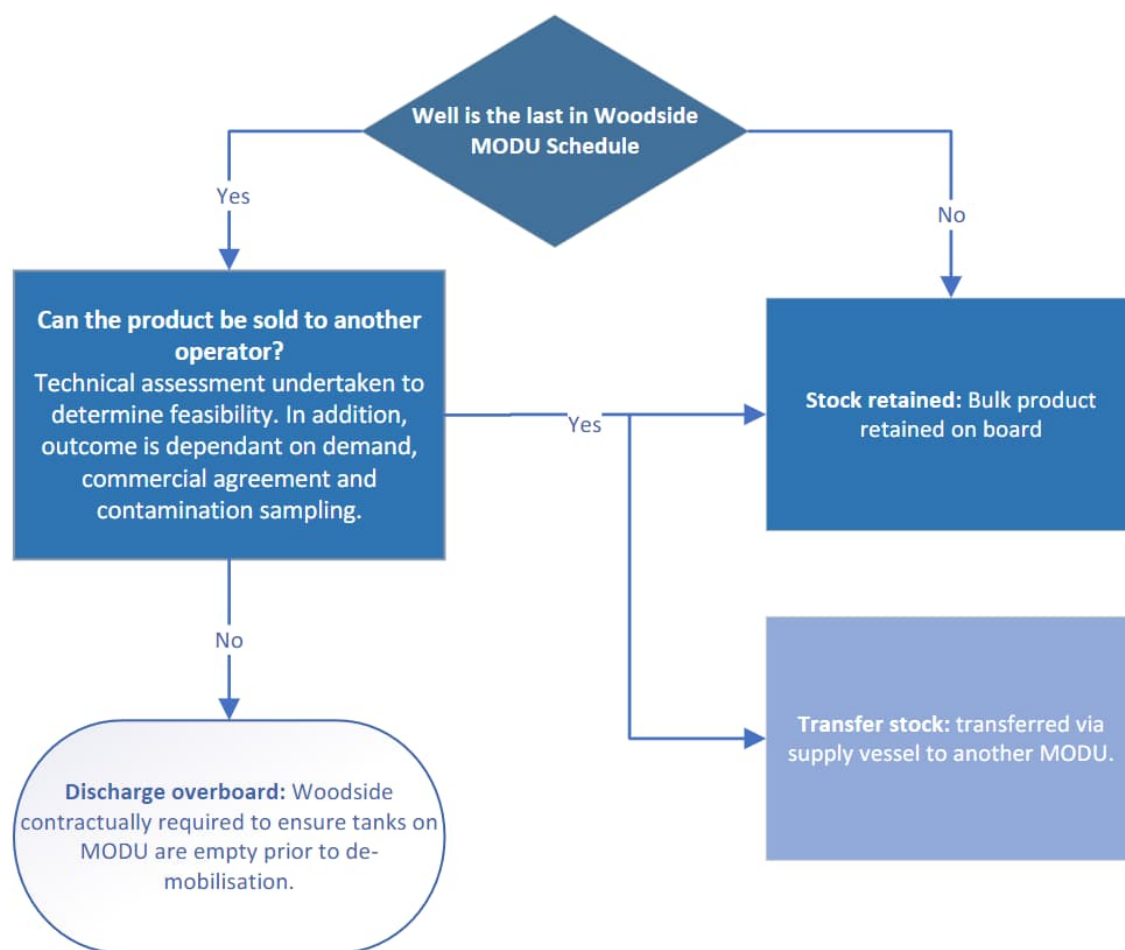 Well is the last in Woodside
MODU Schedule
Yes
No
Can the product be sold to another
operator?
Technical assessment undertaken to
determine feasibility. In addition,
outcome is dependant on demand,
commercial agreement and
contamination sampling.
Yes
Stock retained: Bulk product
retained on board
No
Transfer stock: transferred via
supply vessel to another MODU.
Discharge overboard: Woodside
contractually required to ensure tanks on
MODU are empty prior to de-
mobilisation.